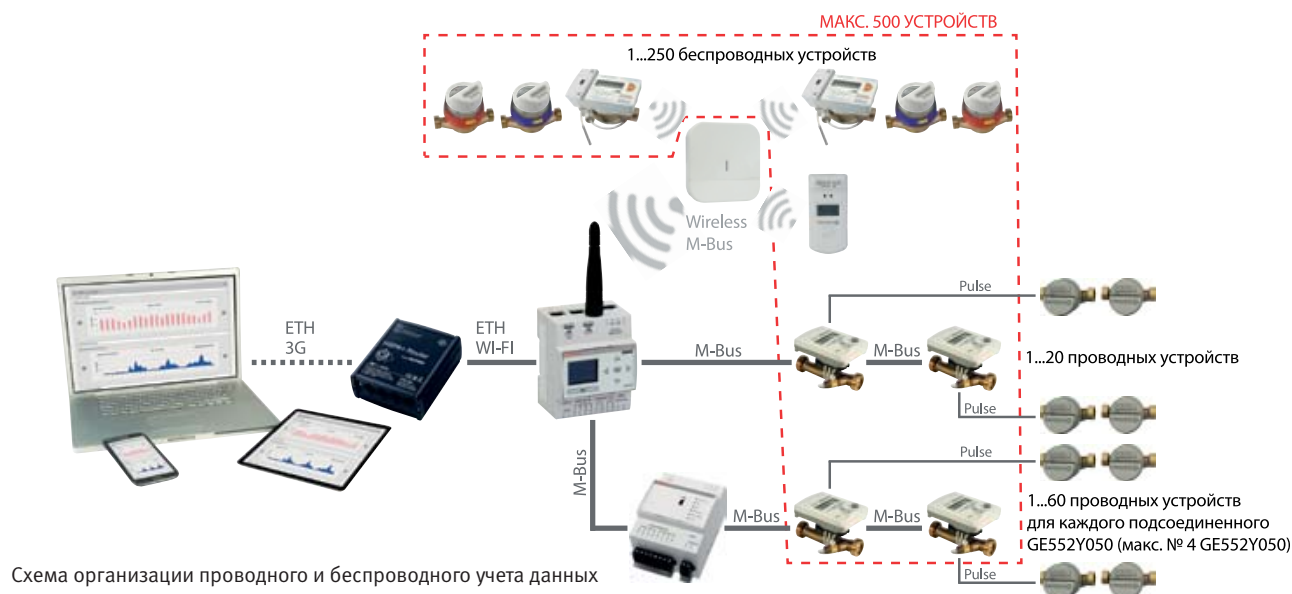 МАКС. 500 УСТРОЙСТВ
1...250 беспроводных устройств
Wireless
M-Bus
Pulse
ETH
3G
ETH
WI-FI
M-Bus
M-Bus
1...20 проводных устройств
Pulse
M-Bus
Pulse
M-Bus
M-Bus
1...60 проводных устройств
для каждого подсоединенного
GE552Y050 (макс. № 4 GE552Y050)
Pulse
Схема организации проводного и беспроводного учета данных